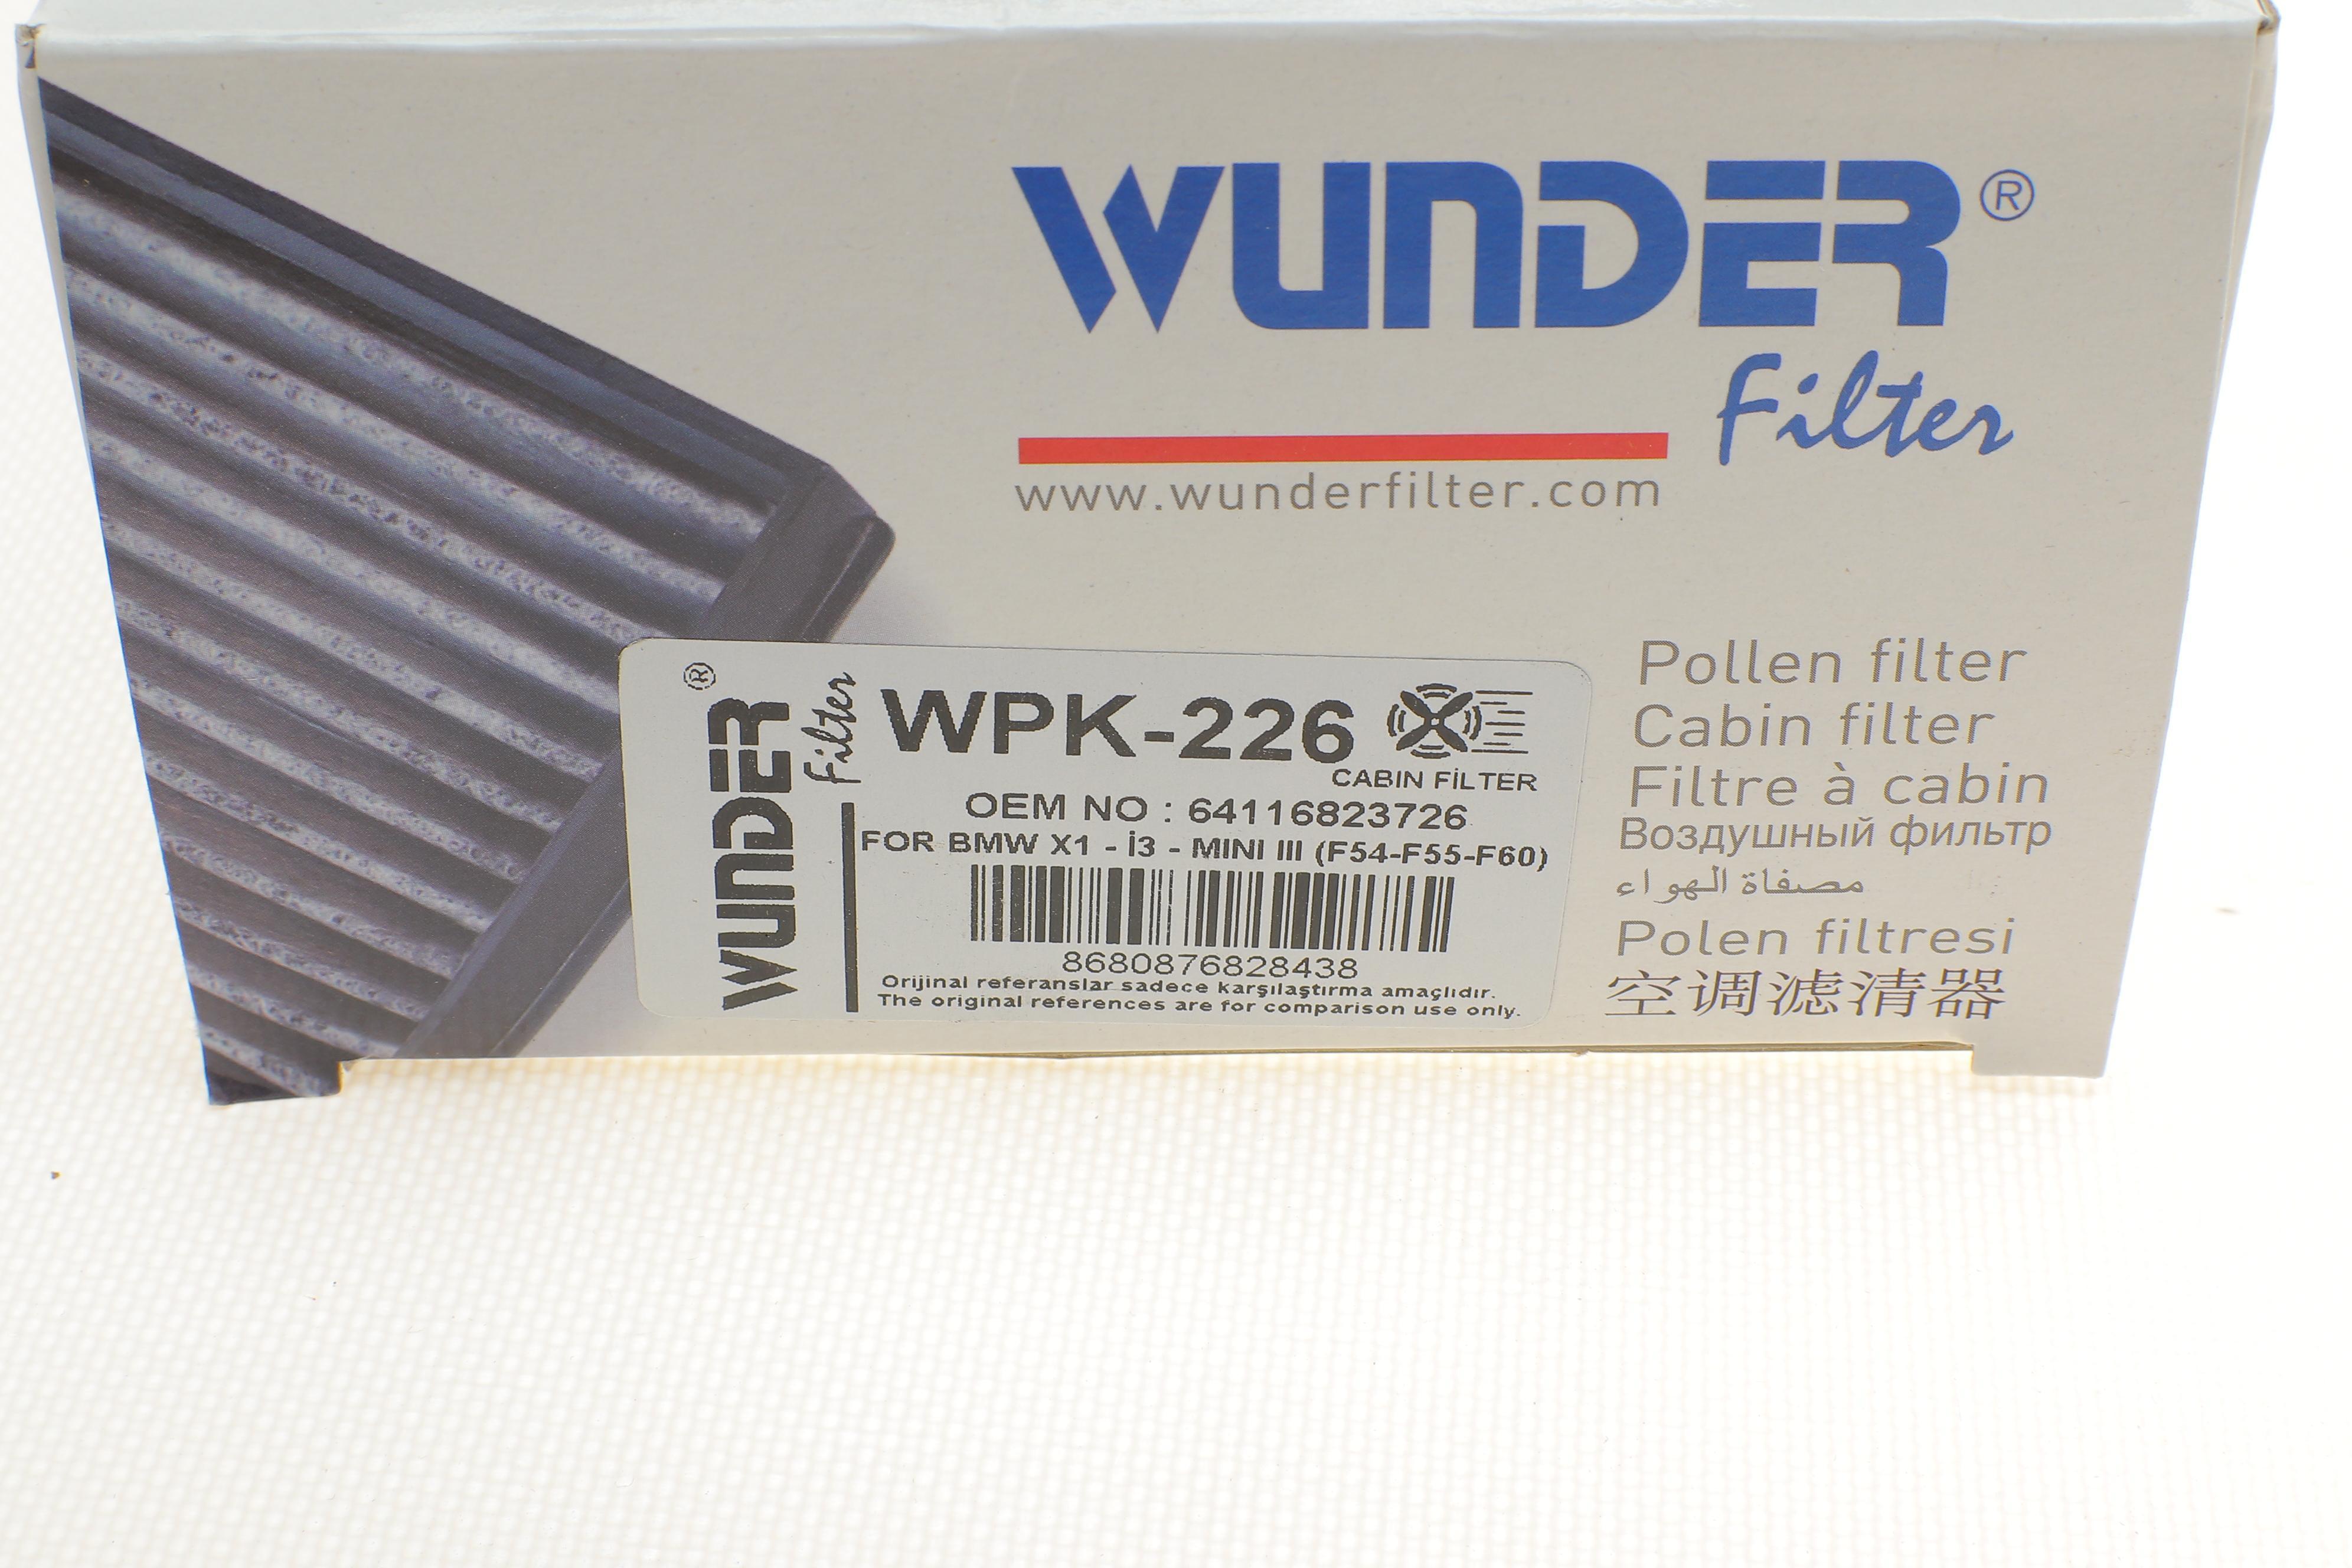 WUNDER®
Filter
www.wunderfilter.com
WUNDER®
Filter
WPK-226
CABIN FİLTER
OEM NO : 64116823726
FOR BMW X1 - İ3 - MINI III (F54-F55-F60)
8680876828438
Orijinal referanslar sadece karşılaştırma amaçlıdır.
The original references are for comparison use only.
Pollen filter
Cabin filter
Filtre à cabin
Воздушный фильтр
مصفاة الهواء
Polen filtresi
空调滤清器